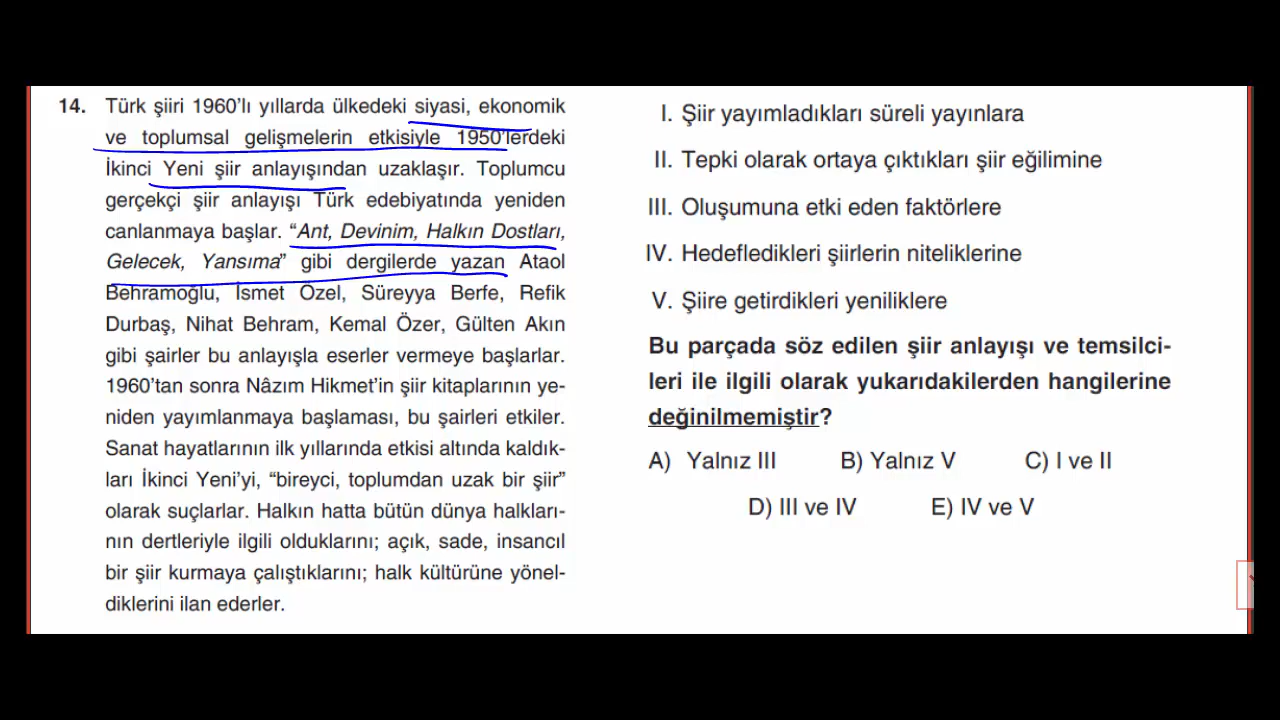 14. Türk şiiri 1960’lı yıllarda ülkedeki siyasi, ekonomik
ve toplumsal gelişmelerin etkisiyle 1950’lerdeki
İkinci Yeni şiir anlayışından uzaklaşır. Toplumcu
gerçekçi şiir anlayışı Türk edebiyatında yeniden
canlanmaya başlar. “Ant, Devinim, Halkın Dostları,
Gelecek, Yansıma” gibi dergilerde yazan Ataol
Behramoğlu, İsmet Özel, Süreyya Berfe, Refik
Durbaş, Nihat Behram, Kemal Özer, Gülten Akın
gibi şairler bu anlayışla eserler vermeye başlarlar.
1960’tan sonra Nâzım Hikmet’in şiir kitaplarının ye-
niden yayımlanmaya başlaması, bu şairleri etkiler.
Sanat hayatlarının ilk yıllarında etkisi altında kaldık-
ları İkinci Yeni’yi, “bireyci, toplumdan uzak bir şiir”
olarak suçlarlar. Halkın hatta bütün dünya halkları-
nın dertleriyle ilgili olduklarını; açık, sade, insancıl
bir şiir kurmaya çalıştıklarını; halk kültürüne yönel-
diklerini ilan ederler.
I. Şiir yayımladıkları süreli yayınlara
II. Tepki olarak ortaya çıktıkları şiir eğilimine
III. Oluşumuna etki eden faktörlere
IV. Hedefledikleri şiirlerin niteliklerine
V. Şiire getirdikleri yeniliklere
Bu parçada söz edilen şiir anlayışı ve temsilci-
leri ile ilgili olarak yukarıdakilerden hangilerine
değinilmemiştir?
A) Yalnız III B) Yalnız V C) I ve II
D) III ve IV E) IV ve V